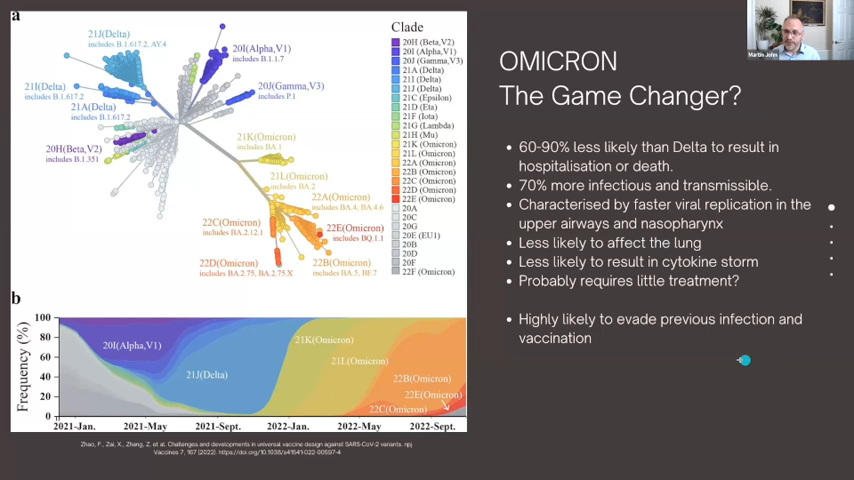 a
21J(Delta)
includes B.1.617.2, AY.4
20I(Alpha,V1)
includes B.1.1.7
21I(Delta)
includes B.1.617.2
20J(Gamma,V3)
includes P.1
21A(Delta)
includes B.1.617.2
20H(Beta,V2)
includes B.1.351
21K(Omicron)
includes BA.1
21L(Omicron)
includes BA.2
22A(Omicron)
includes BA.4, BA.4.6
22C(Omicron)
includes BA.2.12.1
22E(Omicron)
includes BQ.1.1
22D(Omicron)
includes BA.2.75, BA.2.75.X
22B(Omicron)
includes BA.5, BF.7
Clade
20H (Beta,V2)
20I (Alpha,V1)
20J (Gamma,V3)
21A (Delta)
21I (Delta)
21J (Delta)
21C (Epsilon)
21D (Eta)
21F (Iota)
21G (Lambda)
21H (Mu)
21K (Omicron)
21L (Omicron)
22A (Omicron)
22B (Omicron)
22C (Omicron)
22D (Omicron)
22E (Omicron)
20A
20C
20G
20E (EU1)
20B
20D
20F
22F (Omicron)
b
Frequency (%)
100
80
60
40
20
0
20I(Alpha,V1)
21J(Delta)
21K(Omicron)
21L(Omicron)
22B(Omicron)
22E(Omicron)
22C(Omicron)
2021-Jan.
2021-May
2021-Sept.
2022-Jan.
2022-May
2022-Sept.
Zhao, F., Zai, X., Zhang, Z. et al. Challenges and developments in universal vaccine design against SARS-CoV-2 variants. npj
Vaccines 7, 167 (2022). https://doi.org/10.1038/s41541-022-00597-4
Martin John
OMICRON
The Game Changer?
• 60-90% less likely than Delta to result in
hospitalisation or death.
• 70% more infectious and transmissible.
• Characterised by faster viral replication in the
upper airways and nasopharynx
• Less likely to affect the lung
• Less likely to result in cytokine storm
• Probably requires little treatment?
• Highly likely to evade previous infection and
vaccination